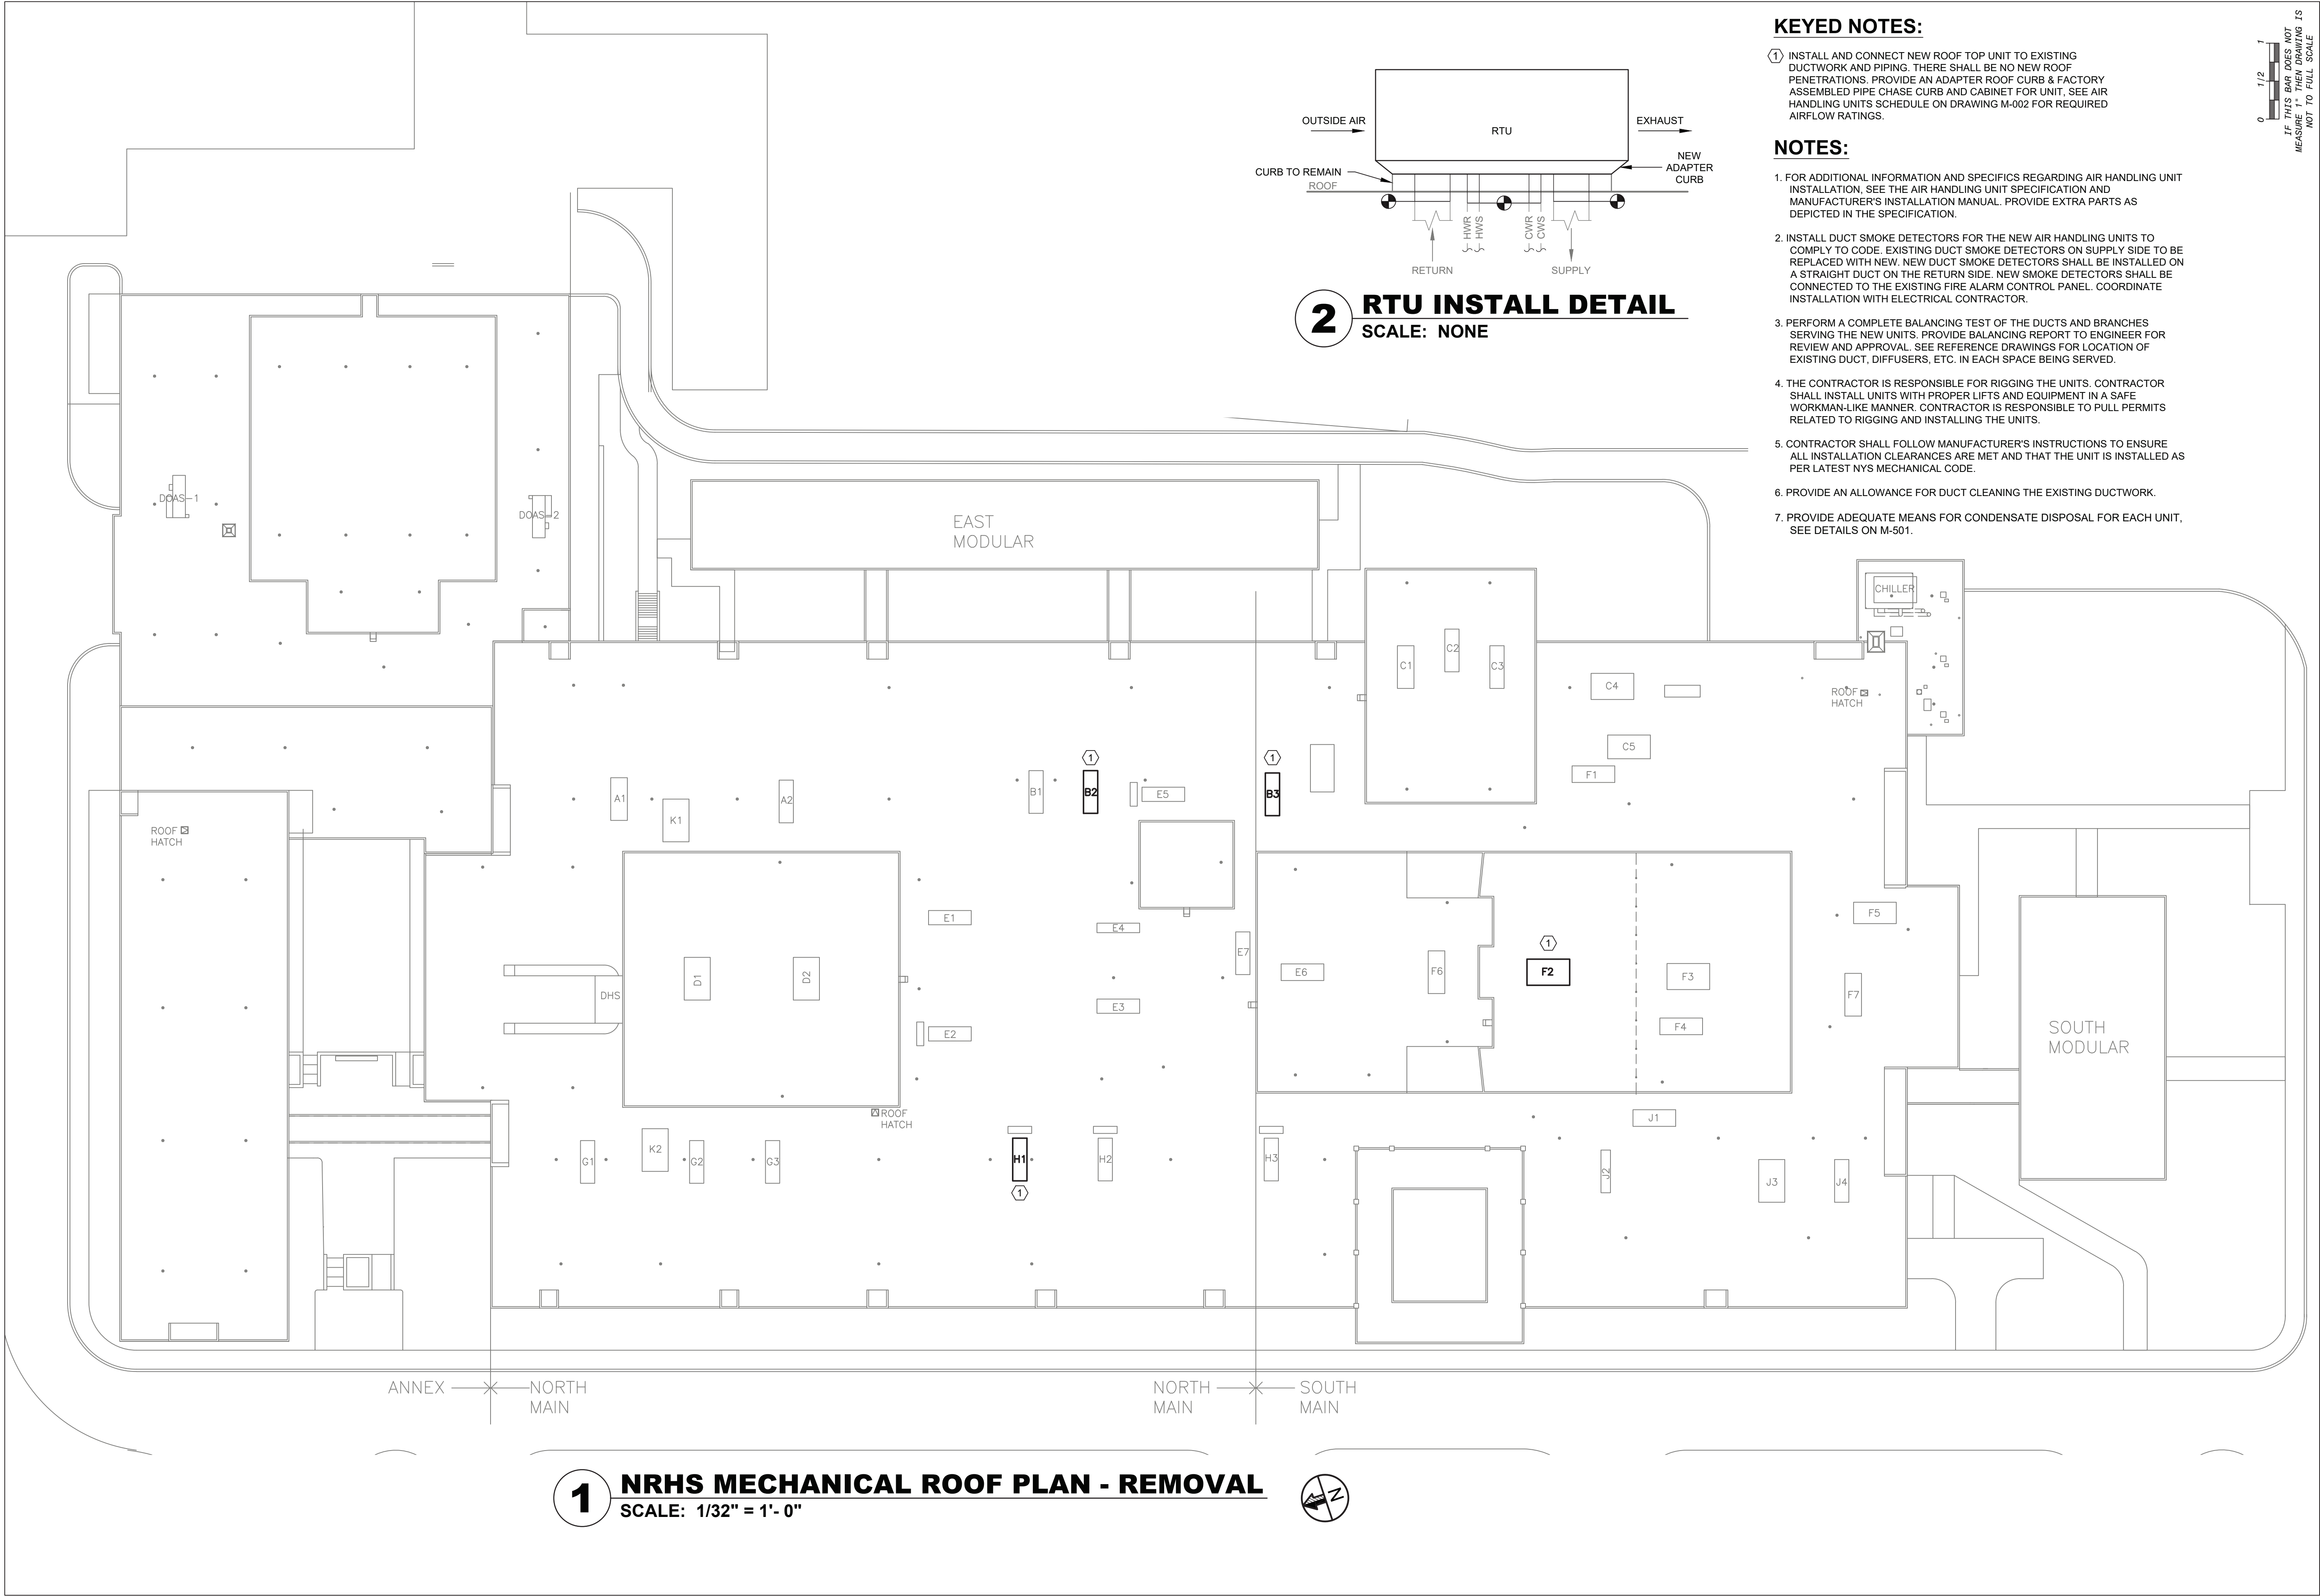 KEYED NOTES:
1 INSTALL AND CONNECT NEW ROOF TOP UNIT TO EXISTING
DUCTWORK AND PIPING. THERE SHALL BE NO NEW ROOF
PENETRATIONS. PROVIDE AN ADAPTER ROOF CURB & FACTORY
ASSEMBLED PIPE CHASE CURB AND CABINET FOR UNIT, SEE AIR
HANDLING UNITS SCHEDULE ON DRAWING M-002 FOR REQUIRED
AIRFLOW RATINGS.
NOTES:
1. FOR ADDITIONAL INFORMATION AND SPECIFICS REGARDING AIR HANDLING UNIT
INSTALLATION, SEE THE AIR HANDLING UNIT SPECIFICATION AND
MANUFACTURER'S INSTALLATION MANUAL. PROVIDE EXTRA PARTS AS
DEPICTED IN THE SPECIFICATION.
2. INSTALL DUCT SMOKE DETECTORS FOR THE NEW AIR HANDLING UNITS TO
COMPLY TO CODE. EXISTING DUCT SMOKE DETECTORS ON SUPPLY SIDE TO BE
REPLACED WITH NEW. NEW DUCT SMOKE DETECTORS SHALL BE INSTALLED ON
A STRAIGHT DUCT ON THE RETURN SIDE. NEW SMOKE DETECTORS SHALL BE
CONNECTED TO THE EXISTING FIRE ALARM CONTROL PANEL. COORDINATE
INSTALLATION WITH ELECTRICAL CONTRACTOR.
3. PERFORM A COMPLETE BALANCING TEST OF THE DUCTS AND BRANCHES
SERVING THE NEW UNITS. PROVIDE BALANCING REPORT TO ENGINEER FOR
REVIEW AND APPROVAL. SEE REFERENCE DRAWINGS FOR LOCATION OF
EXISTING DUCT, DIFFUSERS, ETC. IN EACH SPACE BEING SERVED.
4. THE CONTRACTOR IS RESPONSIBLE FOR RIGGING THE UNITS. CONTRACTOR
SHALL INSTALL UNITS WITH PROPER LIFTS AND EQUIPMENT IN A SAFE
WORKMAN-LIKE MANNER. CONTRACTOR IS RESPONSIBLE TO PULL PERMITS
RELATED TO RIGGING AND INSTALLING THE UNITS.
5. CONTRACTOR SHALL FOLLOW MANUFACTURER'S INSTRUCTIONS TO ENSURE
ALL INSTALLATION CLEARANCES ARE MET AND THAT THE UNIT IS INSTALLED AS
PER LATEST NYS MECHANICAL CODE.
6. PROVIDE AN ALLOWANCE FOR DUCT CLEANING THE EXISTING DUCTWORK.
7. PROVIDE ADEQUATE MEANS FOR CONDENSATE DISPOSAL FOR EACH UNIT,
SEE DETAILS ON M-501.
0 1/2 1
IF THIS BAR DOES NOT
MEASURE 1" THEN DRAWING IS
NOT TO FULL SCALE
OUTSIDE AIR
RTU
EXHAUST
NEW
ADAPTER
CURB
CURB TO REMAIN
ROOF
HWR
HWS
CWR
CWS
RETURN
SUPPLY
2 RTU INSTALL DETAIL
SCALE: NONE
DOAS-1
DOAS-2
EAST
MODULAR
CHILLER
C1
C2
C3
C4
ROOF
HATCH
C5
F1
1
1
A1
K1
A2
B1
B2
E5
B3
ROOF
HATCH
E1
E4
E7
F5
1
D1
D2
E6
F6
F2
F3
F7
DHS
E3
E2
F4
SOUTH
MODULAR
ROOF
HATCH
J1
G1
K2
G2
G3
H1
H2
H3
J2
J3
J4
1
ANNEX
NORTH
MAIN
NORTH
MAIN
SOUTH
MAIN
1 NRHS MECHANICAL ROOF PLAN - REMOVAL
SCALE: 1/32" = 1'- 0"
N